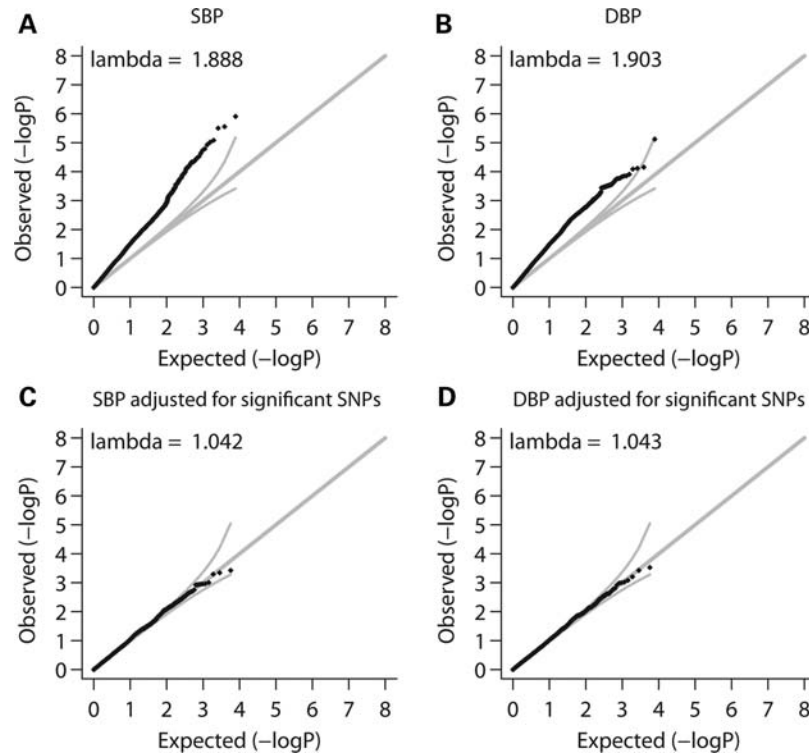 A
SBP
lambda = 1.888
8
7
6
5
4
3
2
1
0
Observed (−logP)
0 1 2 3 4 5 6 7 8
Expected (−logP)
B
DBP
lambda = 1.903
8
7
6
5
4
3
2
1
0
Observed (−logP)
0 1 2 3 4 5 6 7 8
Expected (−logP)
C
SBP adjusted for significant SNPs
lambda = 1.042
8
7
6
5
4
3
2
1
0
Observed (−logP)
0 1 2 3 4 5 6 7 8
Expected (−logP)
D
DBP adjusted for significant SNPs
lambda = 1.043
8
7
6
5
4
3
2
1
0
Observed (−logP)
0 1 2 3 4 5 6 7 8
Expected (−logP)